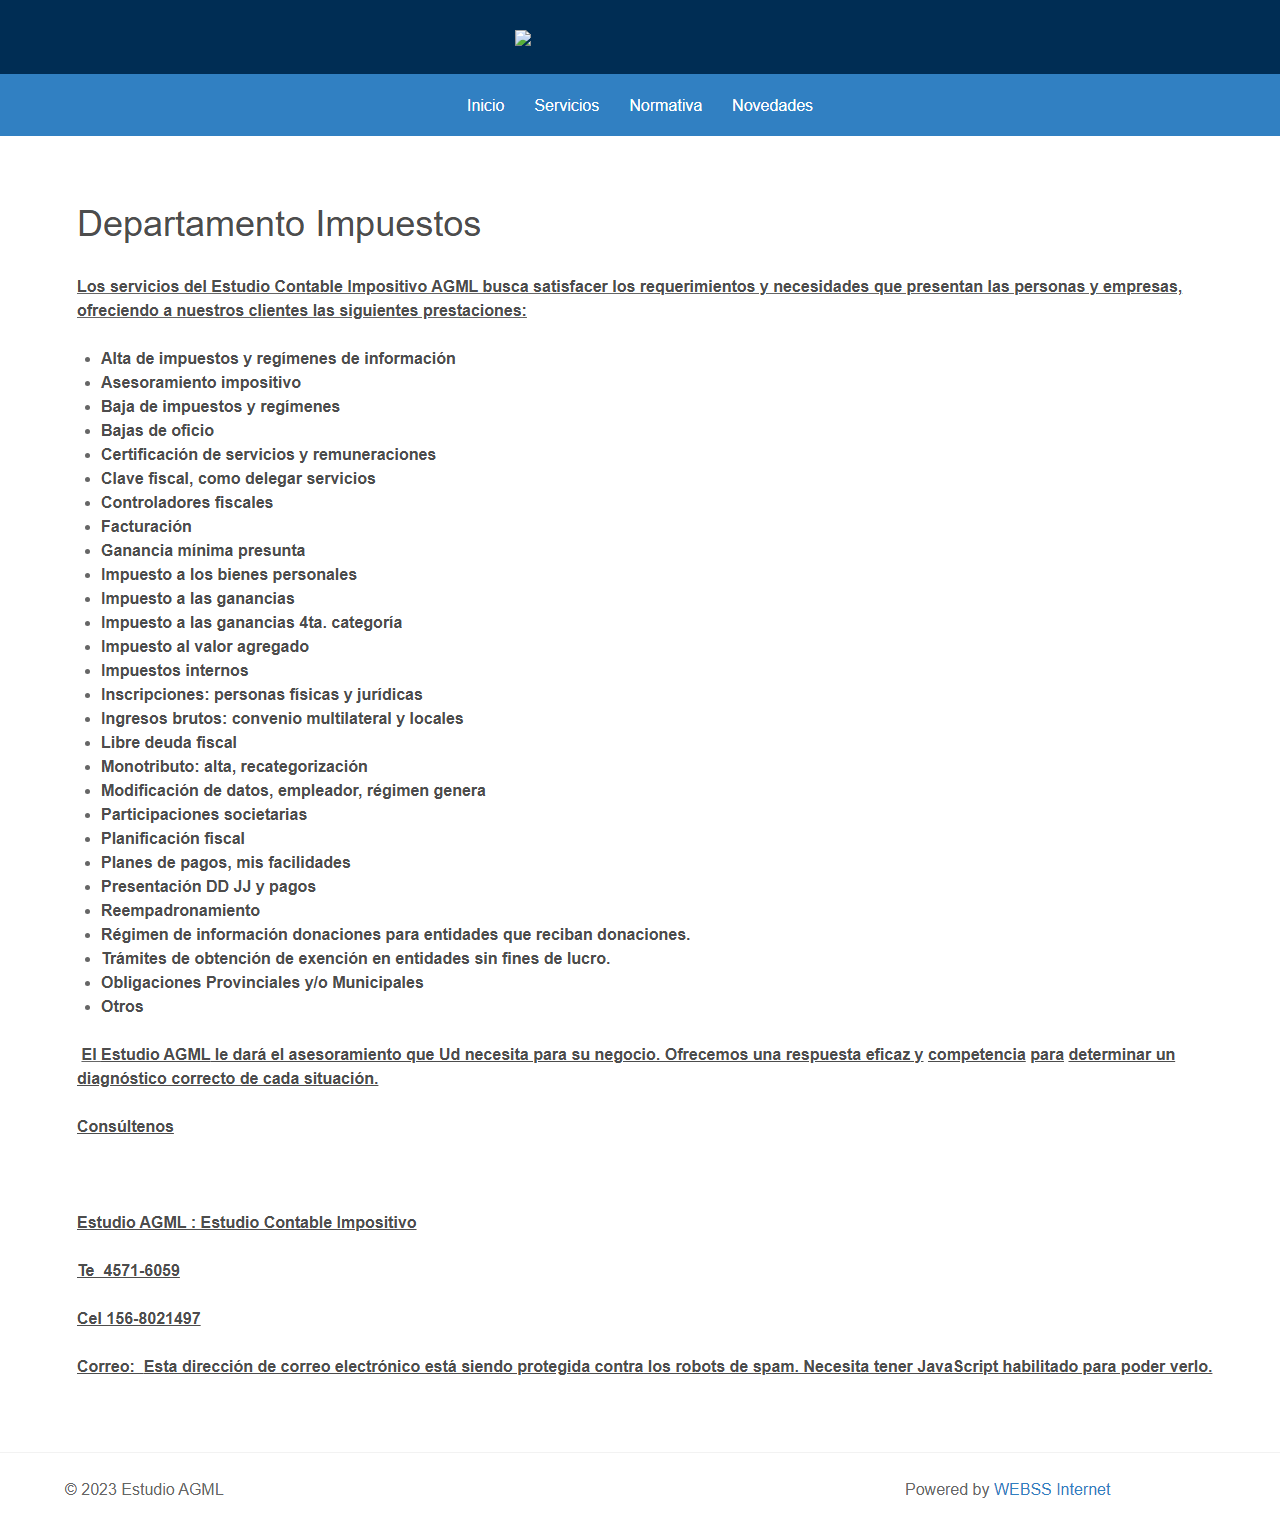 Inicio Servicios Normativa Novedades
Departamento Impuestos
Los servicios del Estudio Contable Impositivo AGML busca satisfacer los requerimientos y necesidades que presentan las personas y empresas,
ofreciendo a nuestros clientes las siguientes prestaciones:
• Alta de impuestos y regímenes de información
• Asesoramiento impositivo
• Baja de impuestos y regímenes
• Bajas de oficio
• Certificación de servicios y remuneraciones
• Clave fiscal, como delegar servicios
• Controladores fiscales
• Facturación
• Ganancia mínima presunta
• Impuesto a los bienes personales
• Impuesto a las ganancias
• Impuesto a las ganancias 4ta. categoría
• Impuesto al valor agregado
• Impuestos internos
• Inscripciones: personas físicas y jurídicas
• Ingresos brutos: convenio multilateral y locales
• Libre deuda fiscal
• Monotributo: alta, recategorización
• Modificación de datos, empleador, régimen genera
• Participaciones societarias
• Planificación fiscal
• Planes de pagos, mis facilidades
• Presentación DD JJ y pagos
• Reempadronamiento
• Régimen de información donaciones para entidades que reciban donaciones.
• Trámites de obtención de exención en entidades sin fines de lucro.
• Obligaciones Provinciales y/o Municipales
• Otros
El Estudio AGML le dará el asesoramiento que Ud necesita para su negocio. Ofrecemos una respuesta eficaz y competencia para determinar un
diagnóstico correcto de cada situación.
Consúltenos
Estudio AGML : Estudio Contable Impositivo
Te  4571-6059
Cel 156-8021497
Correo:  Esta dirección de correo electrónico está siendo protegida contra los robots de spam. Necesita tener JavaScript habilitado para poder verlo.
© 2023 Estudio AGML
Powered by WEBSS Internet